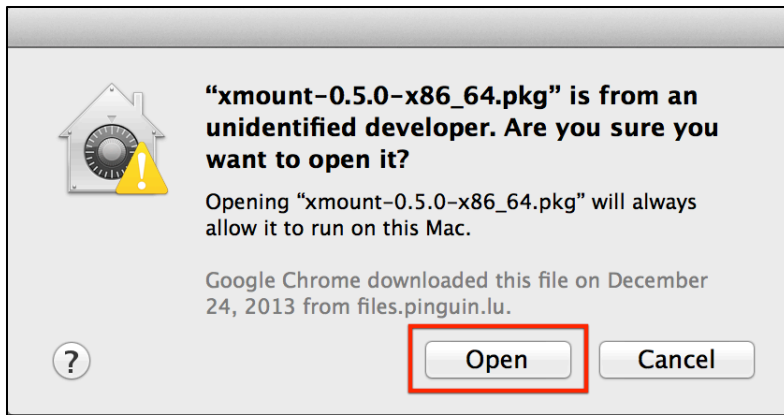 “xmount-0.5.0-x86_64.pkg” is from an
unidentified developer. Are you sure you
want to open it?
Opening “xmount-0.5.0-x86_64.pkg” will always
allow it to run on this Mac.
Google Chrome downloaded this file on December
24, 2013 from files.pinguin.lu.
?
Open
Cancel